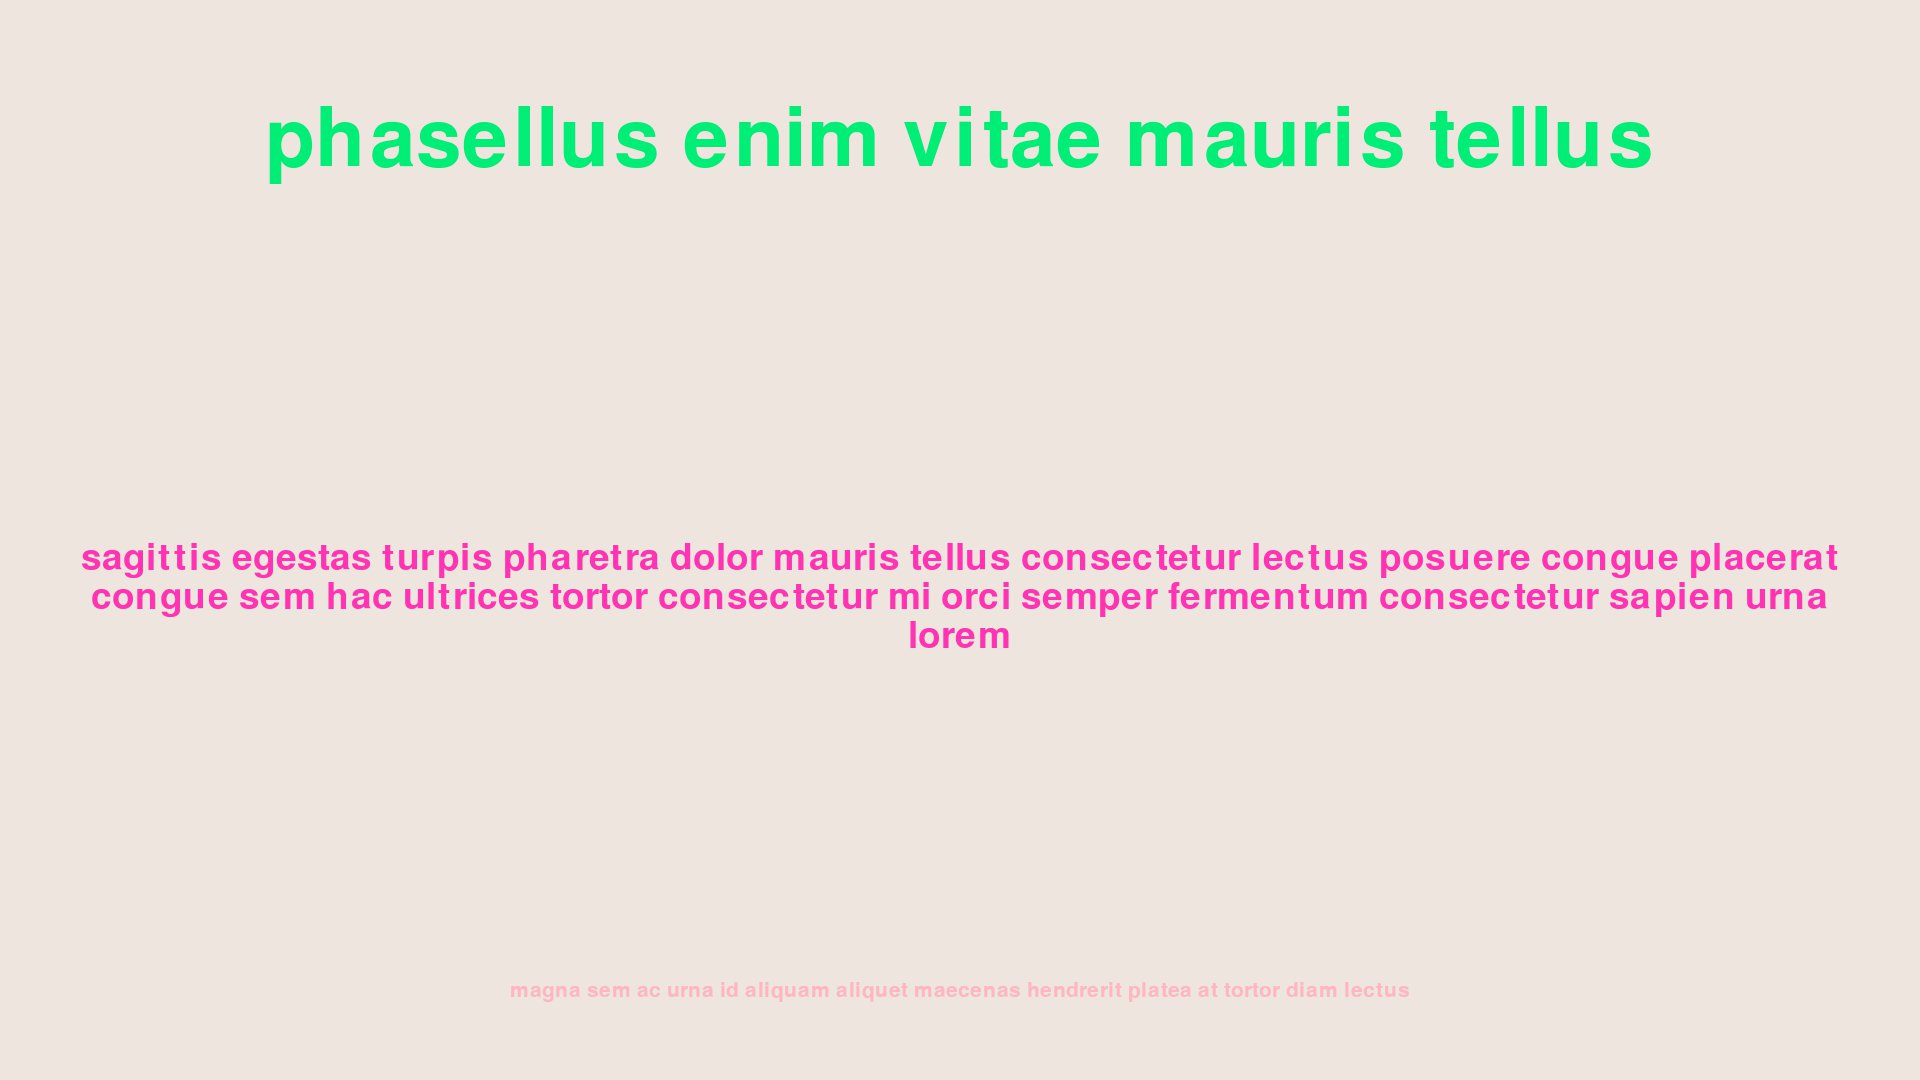 phasellus enim vitae mauris tellus
sagittis egestas turpis pharetra dolor mauris tellus consectetur lectus posuere congue placerat
congue sem hac ultrices tortor consectetur mi orci semper fermentum consectetur sapien urna
lorem
magna sem ac urna id aliquam aliquet maecenas hendrerit platea at tortor diam lectus